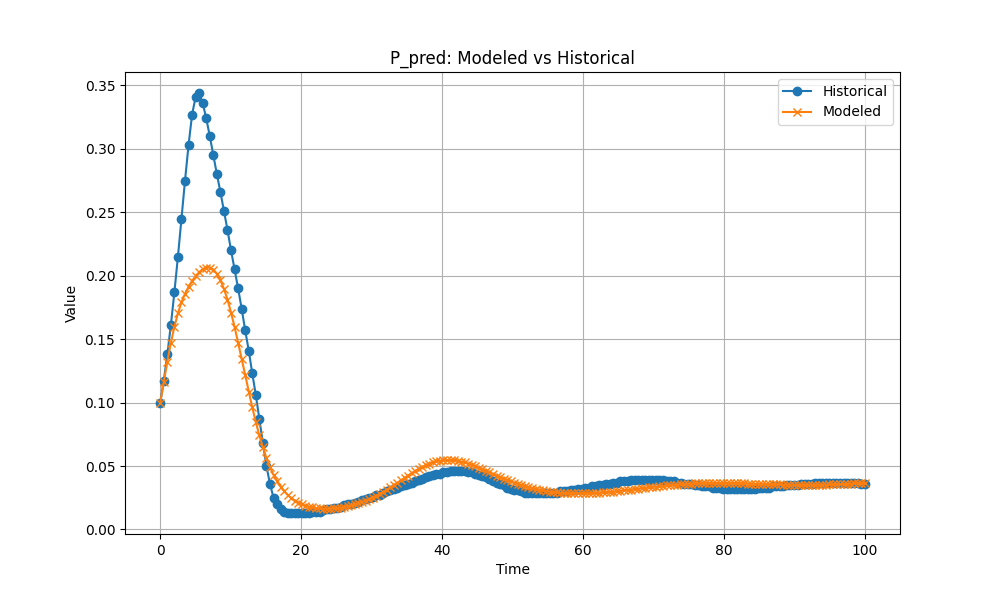 P_pred: Modeled vs Historical
Historical
Modeled
0.35
0.30
0.25
0.20
0.15
0.10
0.05
0.00
Value
0 20 40 60 80 100
Time